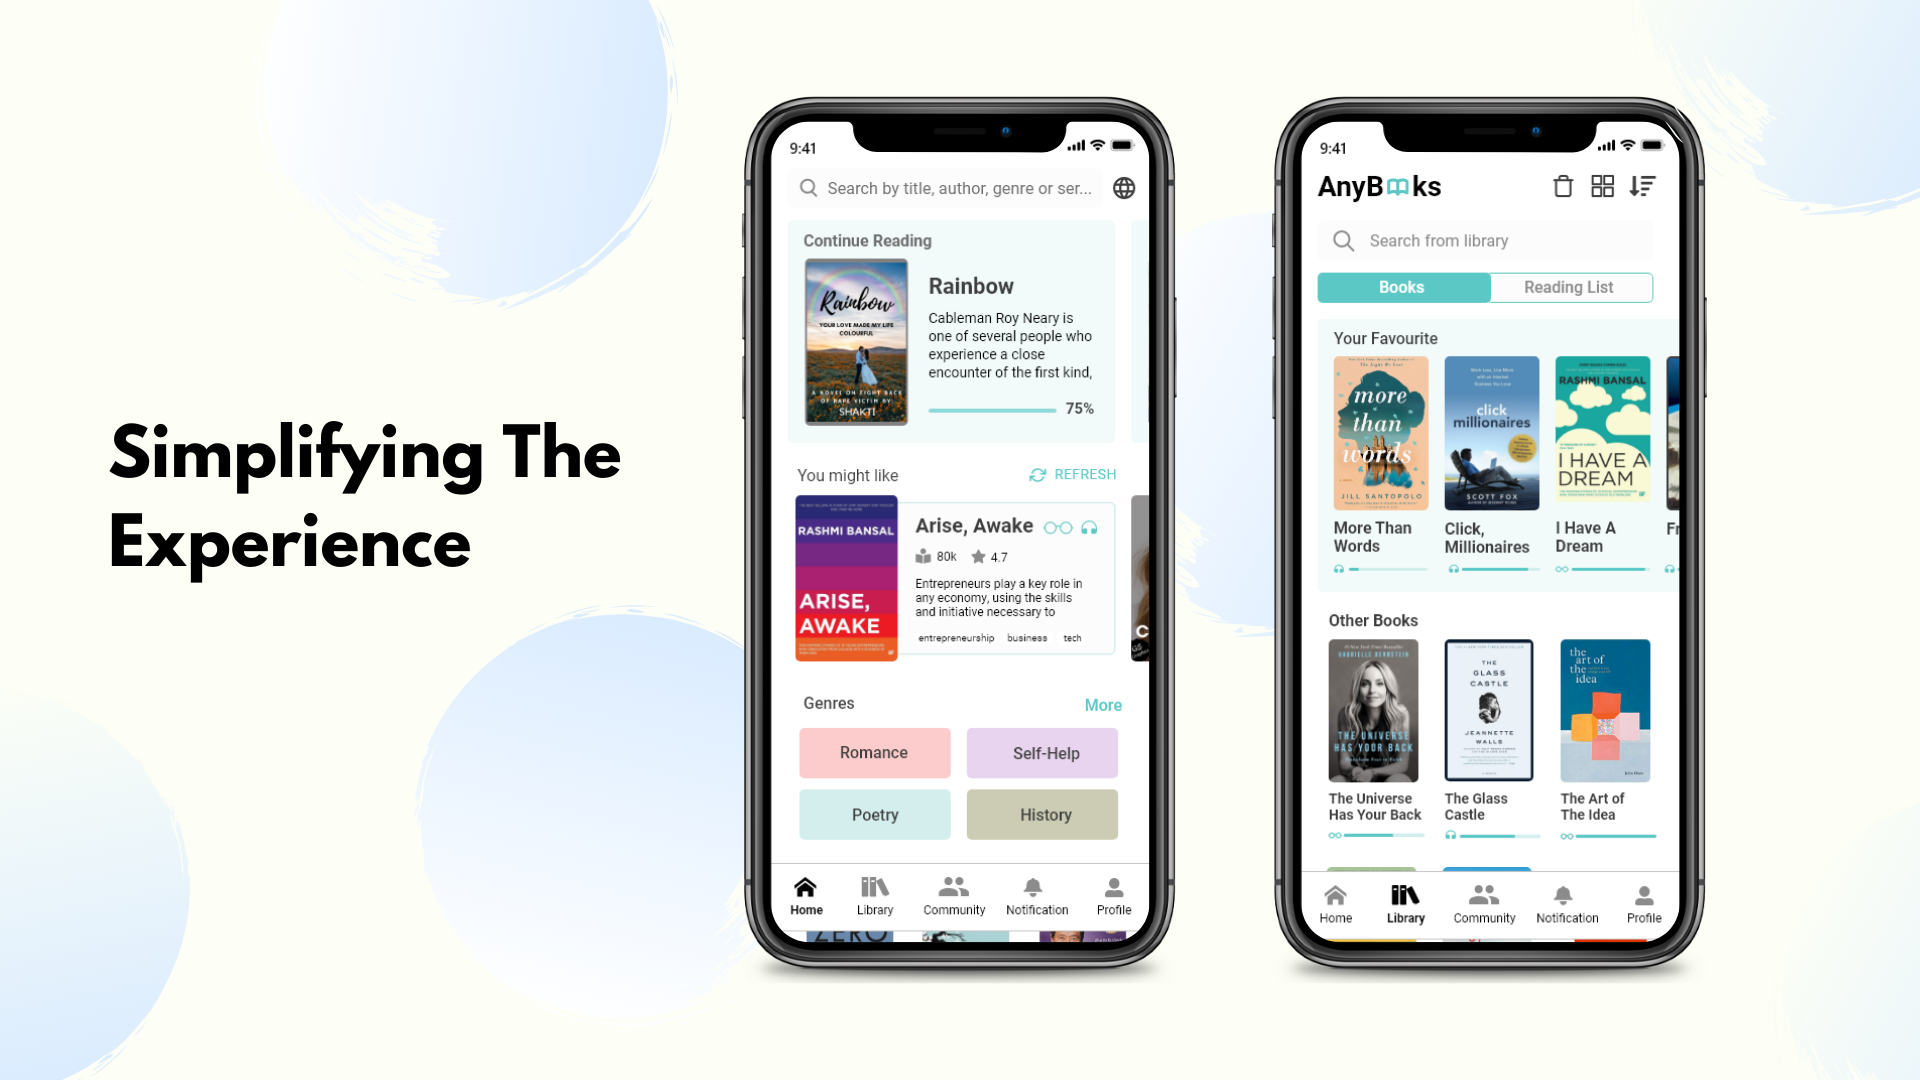 Simplifying The
Experience
9:41
Search by title, author, genre or ser...
Continue Reading
Rainbow
YOUR LOVE MADE MY LIFE
COLOURFUL
A NOVEL ON FIGHT BACK
OF RAPE VICTIM BY
SHAKTI
Rainbow
Cableman Roy Neary is
one of several people who
experience a close
encounter of the first kind,
75%
You might like
REFRESH
RASHMI BANSAL
ARISE,
AWAKE
Arise, Awake
80k
4.7
Entrepreneurs play a key role in
any economy, using the skills
and initiative necessary to
entrepreneurship business tech
C
Genres
More
Romance
Self-Help
Poetry
History
Home
Library
Community
Notification
Profile
ZERO
9:41
AnyB ks
Search from library
Books
Reading List
Your Favourite
more
than
words
JILL SANTOPOLO
click
millionaires
SCOTT FOX
RASHMI BANSAL
I HAVE A
DREAM
More Than
Words
Click,
Millionaires
I Have A
Dream
Fr
Other Books
GABRIELLE BERNSTEIN
THE UNIVERSE
HAS YOUR BACK
THE
GLASS
CASTLE
JEANNETTE
WALLS
the
art of
the
idea
The Universe
Has Your Back
The Glass
Castle
The Art of
The Idea
Home
Library
Community
Notification
Profile